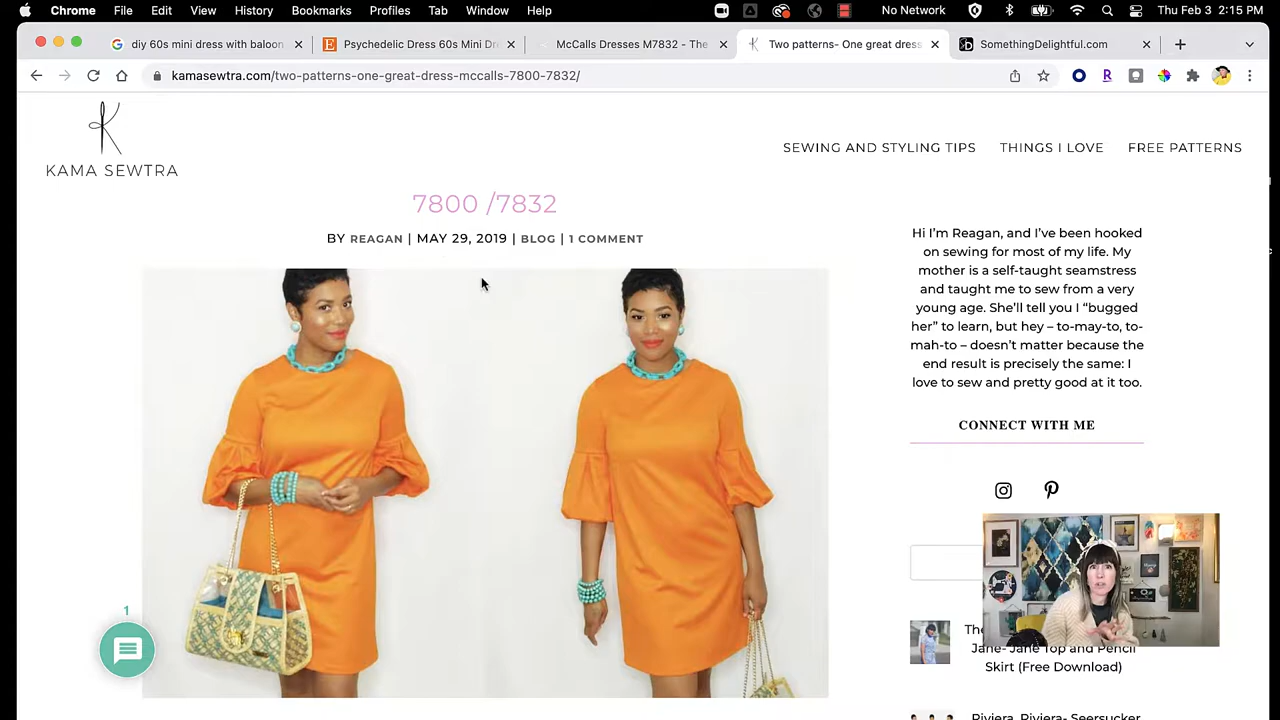 Chrome File Edit View History Bookmarks Profiles Tab Window Help No Network Thu Feb 3 2:15 PM
diy 60s mini dress with baloon Psychedelic Dress 60s Mini Dr McCalls Dresses M7832 - The Two patterns- One great dress SomethingDelightful.com
kamasewtra.com/two-patterns-one-great-dress-mccalls-7800-7832/
K
KAMA SEWTRA
SEWING AND STYLING TIPS THINGS I LOVE FREE PATTERNS
7800 /7832
BY REAGAN | MAY 29, 2019 | BLOG | 1 COMMENT
Hi I'm Reagan, and I've been hooked
on sewing for most of my life. My
mother is a self-taught seamstress
and taught me to sew from a very
young age. She'll tell you I "bugged
her" to learn, but hey – to-may-to, to-
mah-to – doesn't matter because the
end result is precisely the same: I
love to sew and pretty good at it too.
CONNECT WITH ME
1
Jane- Jane Top and Pencil
Skirt (Free Download)
Riviera, Riviera- Seersucker